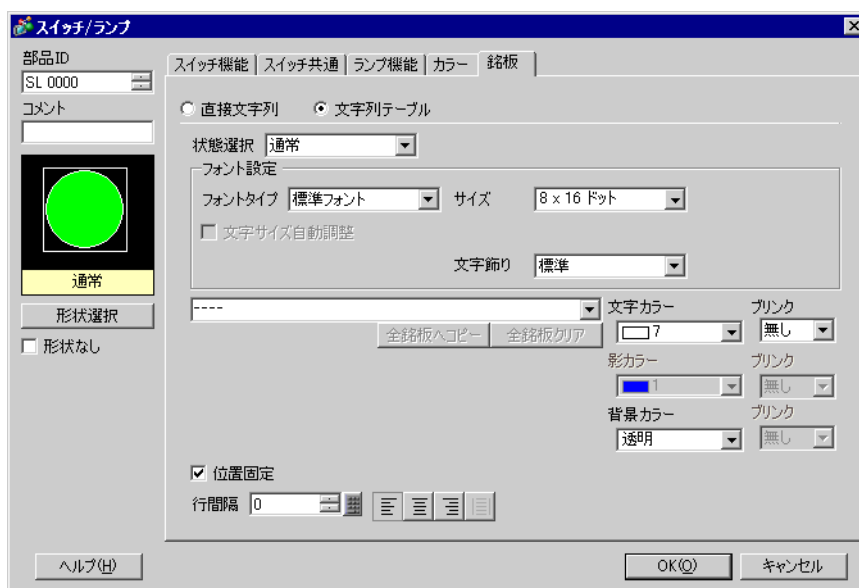 スイッチ/ランプ
部品ID
SL 0000
コメント
通常
形状選択
形状なし
スイッチ機能 スイッチ共通 ランプ機能 カラー 銘板
直接文字列 文字列テーブル
状態選択 通常
フォント設定
フォントタイプ 標準フォント サイズ 8 x 16 ドット
文字サイズ自動調整
文字飾り 標準
----
全銘板へコピー 全銘板クリア
文字カラー ブリンク
7 無し
影カラー ブリンク
1 無し
背景カラー ブリンク
透明 無し
位置固定
行間隔 0
ヘルプ(H) OK(O) キャンセル